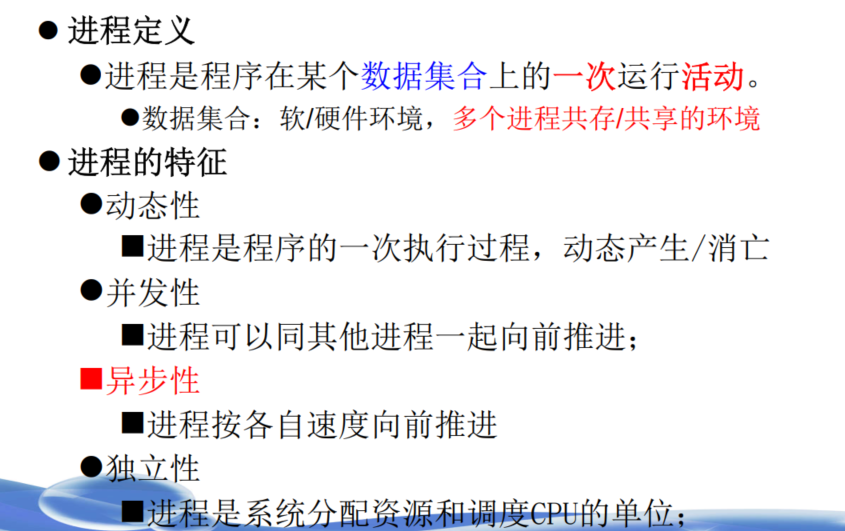 进程定义
进程是程序在某个数据集合上的一次运行活动。
数据集合：软/硬件环境，多个进程共存/共享的环境
进程的特征
动态性
进程是程序的一次执行过程，动态产生/消亡
并发性
进程可以同其他进程一起向前推进；
异步性
进程按各自速度向前推进
独立性
进程是系统分配资源和调度CPU的单位；